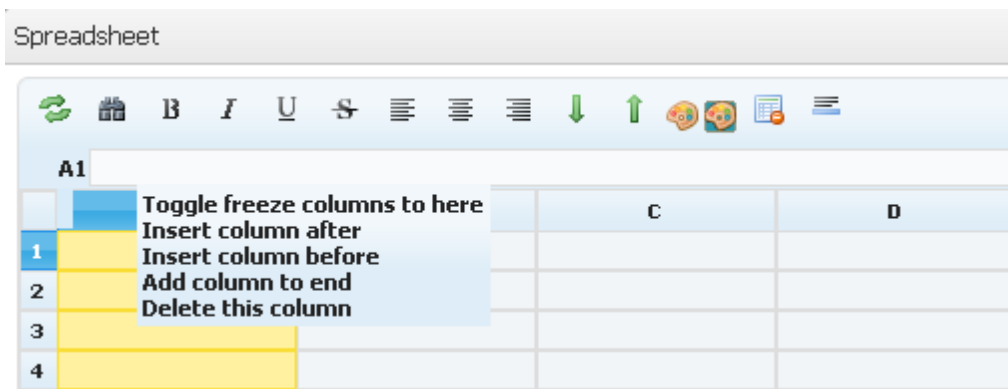 Spreadsheet
B I U S
A1
Toggle freeze columns to here
Insert column after
Insert column before
Add column to end
Delete this column
C D
1
2
3
4